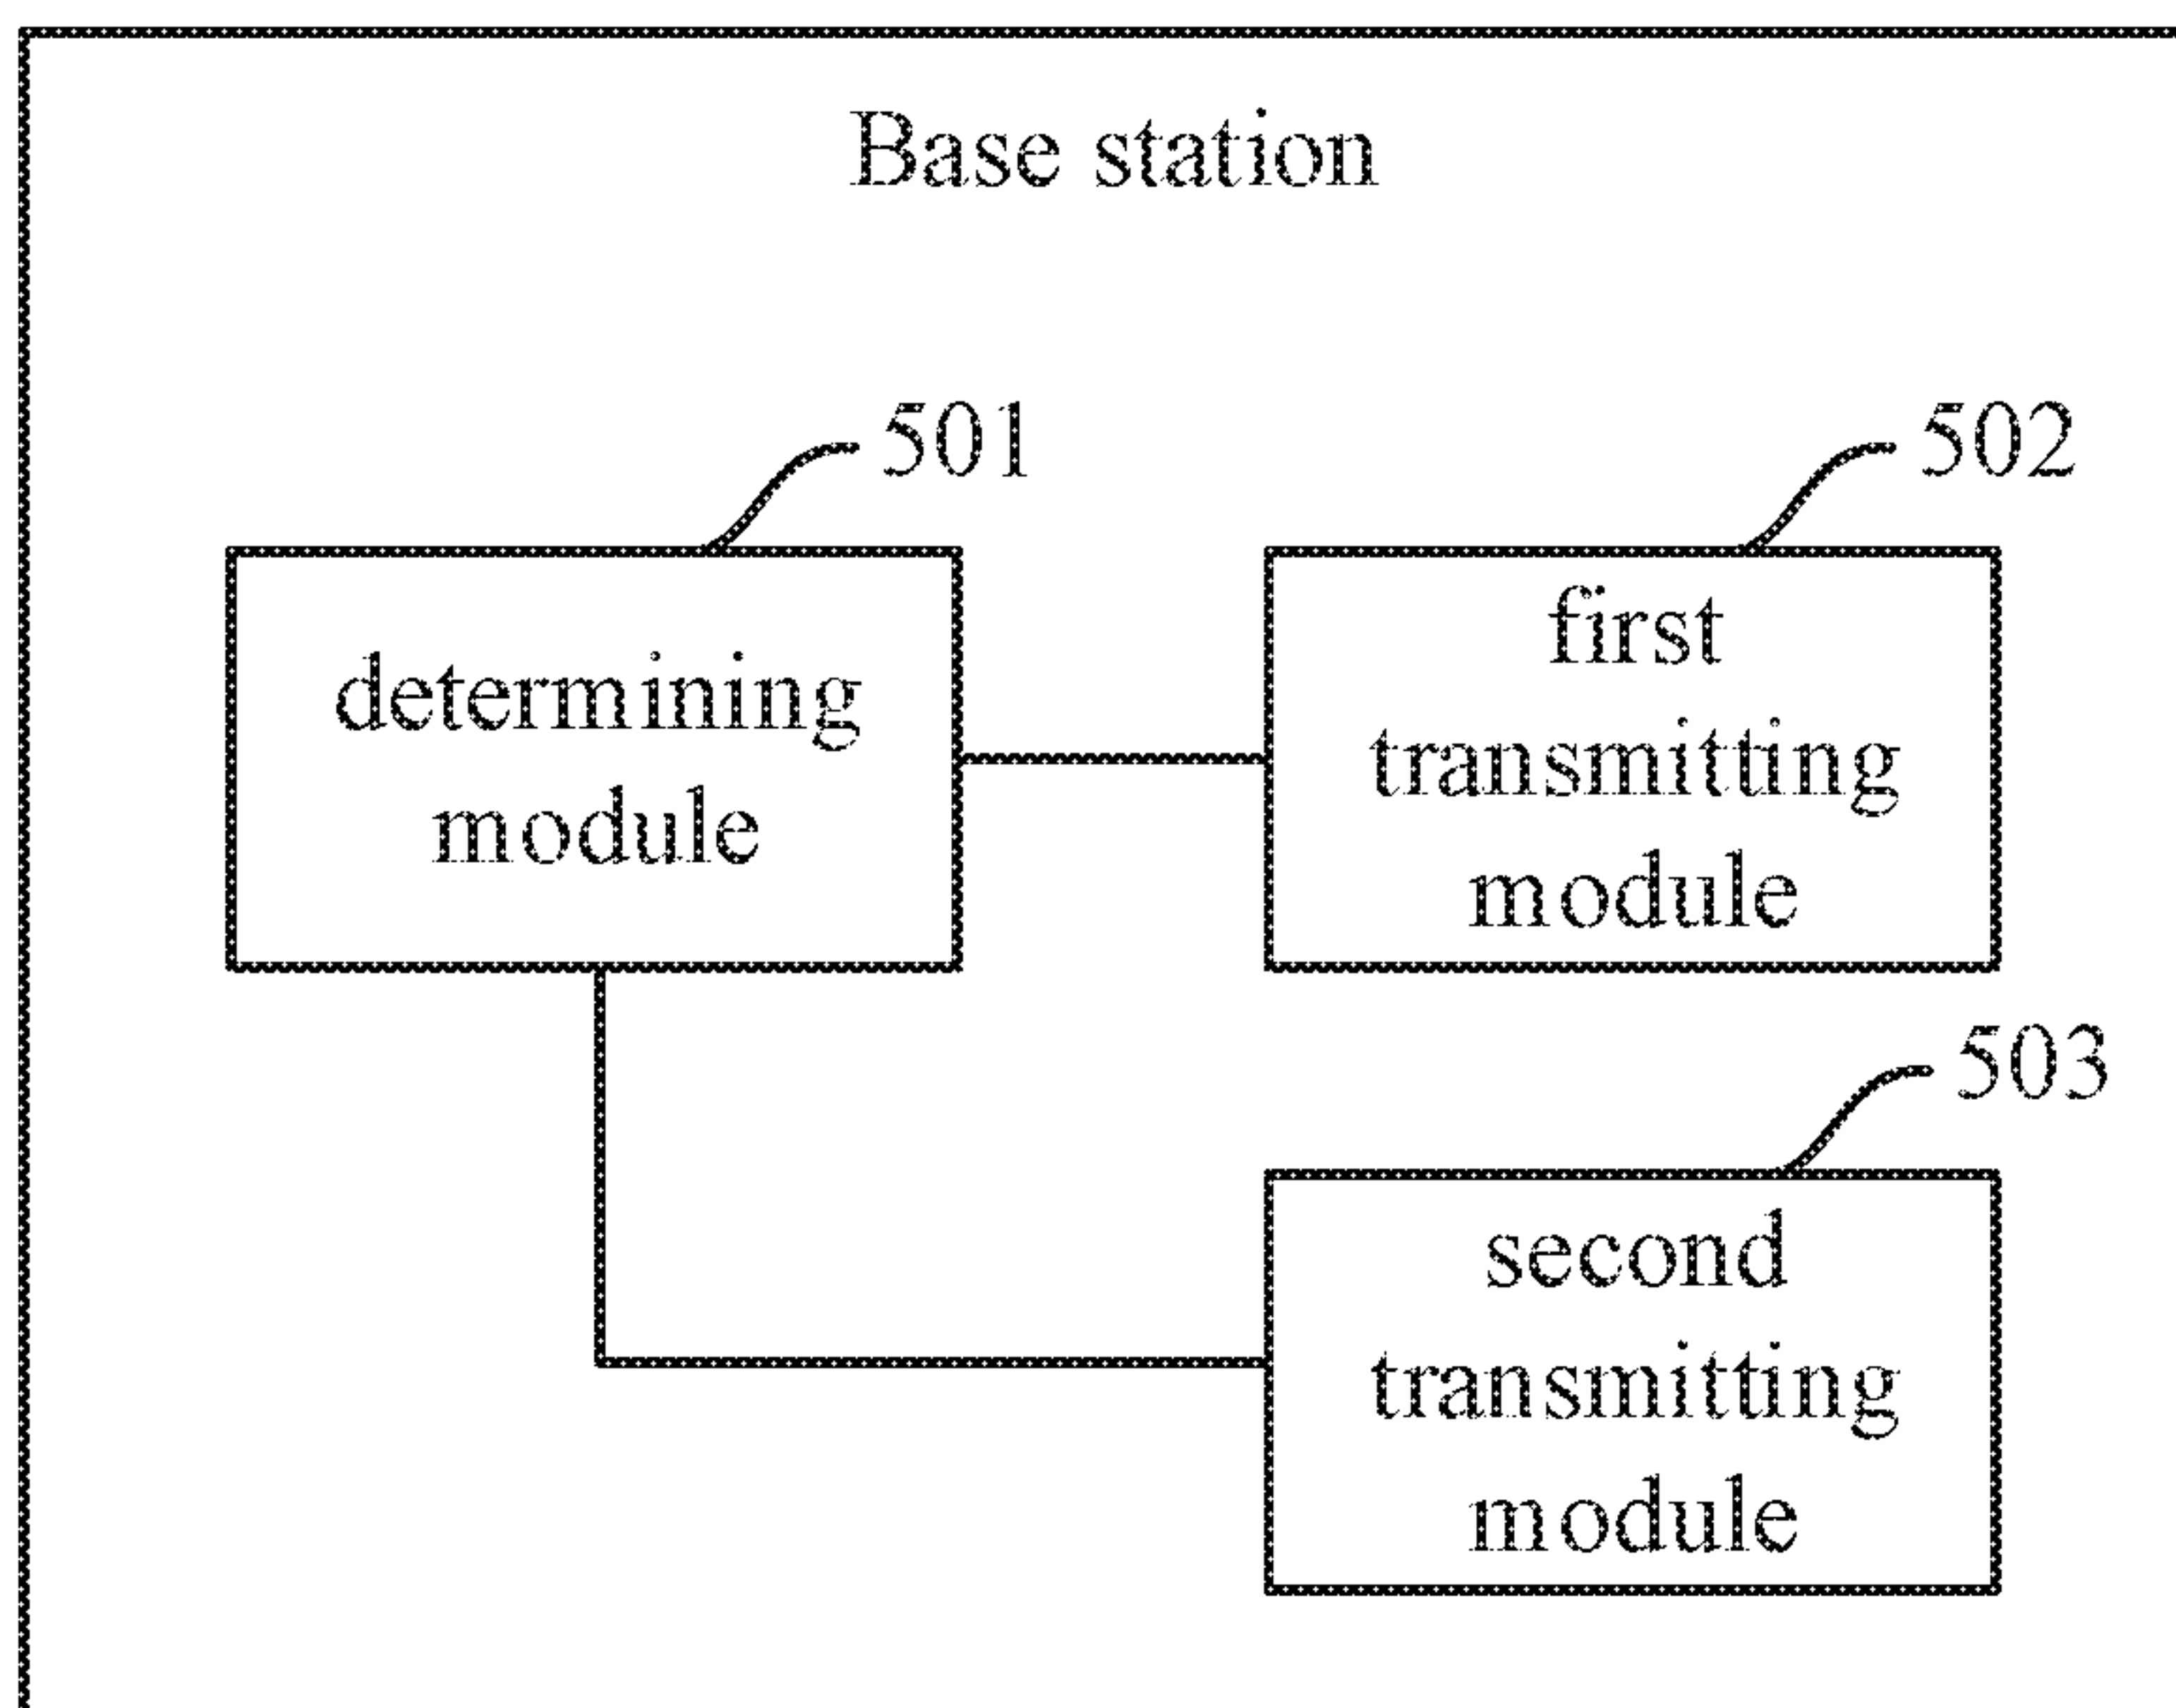 Base station
501
502
determining
module
first
transmitting
module
503
second
transmitting
module